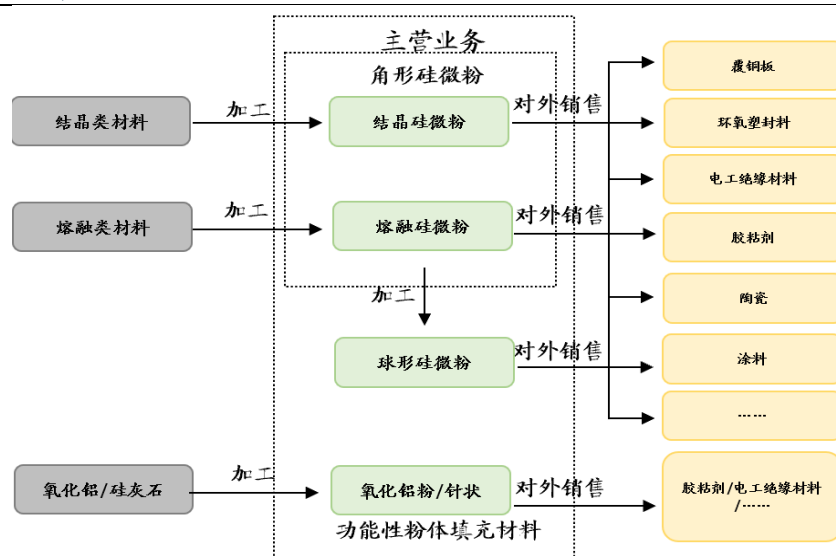 主营业务
角形硅微粉
覆铜板
结晶类材料
加工
结晶硅微粉
对外销售
环氧塑封料
电工绝缘材料
熔融类材料
加工
熔融硅微粉
对外销售
胶粘剂
加工
陶瓷
球形硅微粉
对外销售
涂料
……
氧化铝/硅灰石
加工
氧化铝粉/针状
对外销售
胶粘剂/电工绝缘材料
/……
功能性粉体填充材料